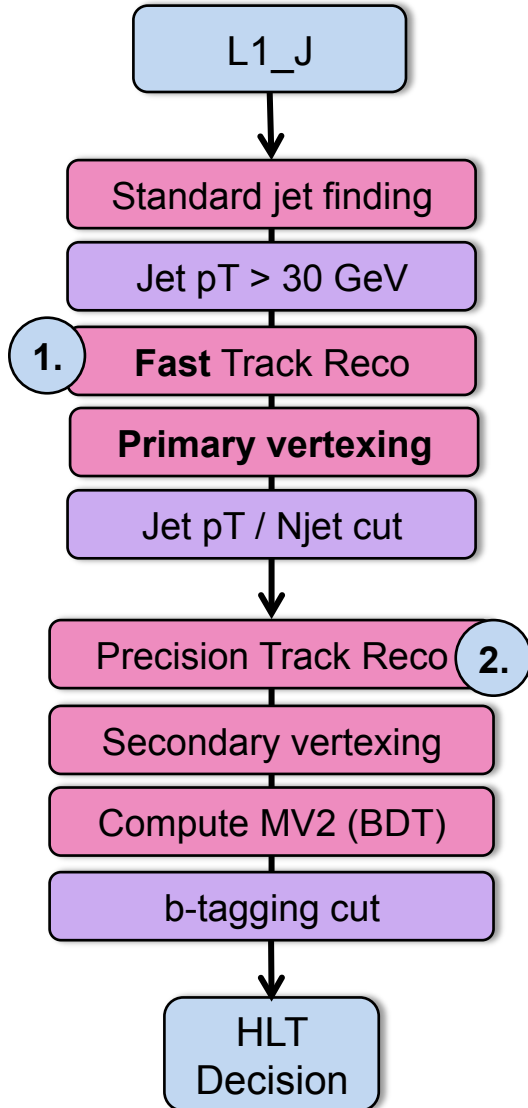 L1_J
Standard jet finding
Jet pT > 30 GeV
1.
Fast Track Reco
Primary vertexing
Jet pT / Njet cut
Precision Track Reco
2.
Secondary vertexing
Compute MV2 (BDT)
b-tagging cut
HLT
Decision